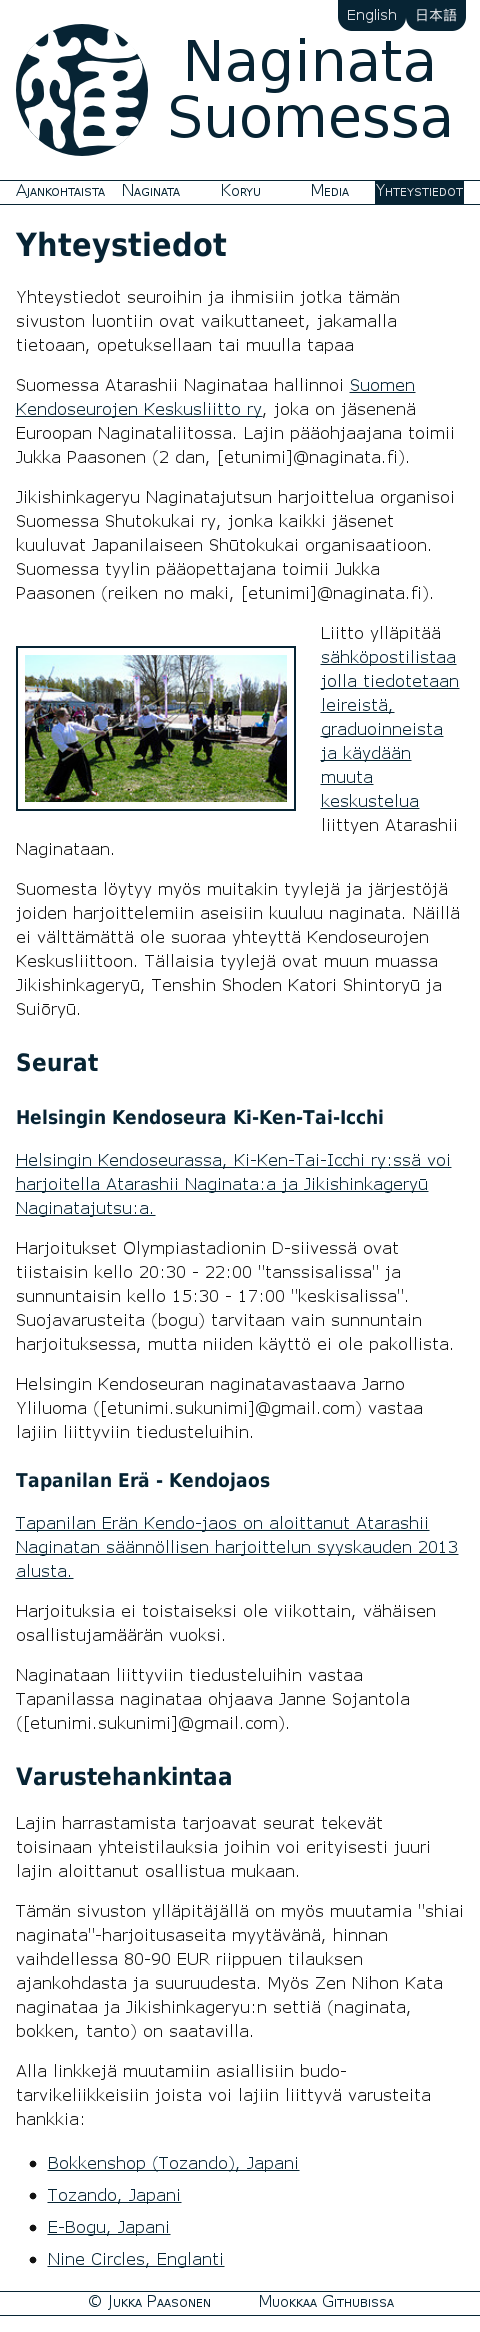 English 日本語
Naginata
Suomessa
Ajankohtaista Naginata Koryu Media Yhteystiedot
Yhteystiedot
Yhteystiedot seuroihin ja ihmisiin jotka tämän
sivuston luontiin ovat vaikuttaneet, jakamalla
tietoaan, opetuksellaan tai muulla tapaa
Suomessa Atarashii Naginataa hallinnoi Suomen
Kendoseurojen Keskusliitto ry, joka on jäsenenä
Euroopan Naginataliitossa. Lajin pääohjaajana toimii
Jukka Paasonen (2 dan, [etunimi]@naginata.fi).
Jikishinkageryu Naginatajutsun harjoittelua organisoi
Suomessa Shutokukai ry, jonka kaikki jäsenet
kuuluvat Japanilaiseen Shūtokukai organisaatioon.
Suomessa tyylin pääopettajana toimii Jukka
Paasonen (reiken no maki, [etunimi]@naginata.fi).
Liitto ylläpitää
sähköpostilistaa
jolla tiedotetaan
leireistä,
graduoinneista
ja käydään
muuta
keskustelua
liittyen Atarashii
Naginataan.
Suomesta löytyy myös muitakin tyylejä ja järjestöjä
joiden harjoittelemiin aseisiin kuuluu naginata. Näillä
ei välttämättä ole suoraa yhteyttä Kendoseurojen
Keskusliittoon. Tällaisia tyylejä ovat muun muassa
Jikishinkageryū, Tenshin Shoden Katori Shintoryū ja
Suiōryū.
Seurat
Helsingin Kendoseura Ki-Ken-Tai-Icchi
Helsingin Kendoseurassa, Ki-Ken-Tai-Icchi ry:ssä voi
harjoitella Atarashii Naginata:a ja Jikishinkageryū
Naginatajutsu:a.
Harjoitukset Olympiastadionin D-siivessä ovat
tiistaisin kello 20:30 - 22:00 "tanssisalissa" ja
sunnuntaisin kello 15:30 - 17:00 "keskisalissa".
Suojavarusteita (bogu) tarvitaan vain sunnuntain
harjoituksessa, mutta niiden käyttö ei ole pakollista.
Helsingin Kendoseuran naginatavastaava Jarno
Yliluoma ([etunimi.sukunimi]@gmail.com) vastaa
lajiin liittyviin tiedusteluihin.
Tapanilan Erä - Kendojaos
Tapanilan Erän Kendo-jaos on aloittanut Atarashii
Naginatan säännöllisen harjoittelun syyskauden 2013
alusta.
Harjoituksia ei toistaiseksi ole viikottain, vähäisen
osallistujamäärän vuoksi.
Naginataan liittyviin tiedusteluihin vastaa
Tapanilassa naginataa ohjaava Janne Sojantola
([etunimi.sukunimi]@gmail.com).
Varustehankintaa
Lajin harrastamista tarjoavat seurat tekevät
toisinaan yhteistilauksia joihin voi erityisesti juuri
lajin aloittanut osallistua mukaan.
Tämän sivuston ylläpitäjällä on myös muutamia "shiai
naginata"-harjoitusaseita myytävänä, hinnan
vaihdellessa 80-90 EUR riippuen tilauksen
ajankohdasta ja suuruudesta. Myös Zen Nihon Kata
naginataa ja Jikishinkageryu:n settiä (naginata,
bokken, tanto) on saatavilla.
Alla linkkejä muutamiin asiallisiin budo-
tarvikeliikkeisiin joista voi lajiin liittyvä varusteita
hankkia:
Bokkenshop (Tozando), Japani
Tozando, Japani
E-Bogu, Japani
Nine Circles, Englanti
© Jukka Paasonen Muokkaa Githubissa